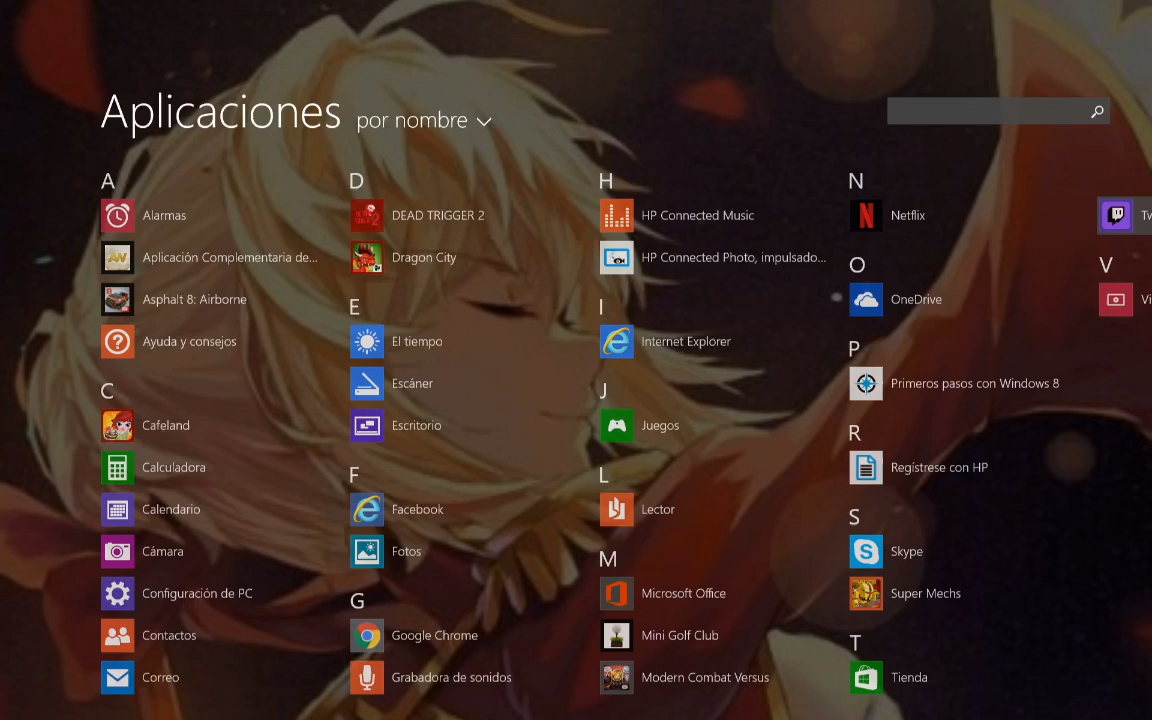 Aplicaciones por nombre
A
Alarmas
Aplicación Complementaria de...
Asphalt 8: Airborne
Ayuda y consejos
C
Cafeland
Calculadora
Calendario
Cámara
Configuración de PC
Contactos
Correo
D
DEAD TRIGGER 2
Dragon City
E
El tiempo
Escáner
Escritorio
F
Facebook
Fotos
G
Google Chrome
Grabadora de sonidos
H
HP Connected Music
HP Connected Photo, impulsado...
I
Internet Explorer
J
Juegos
L
Lector
M
Microsoft Office
Mini Golf Club
Modern Combat Versus
N
Netflix
O
OneDrive
P
Primeros pasos con Windows 8
R
Regístrese con HP
S
Skype
Super Mechs
T
Tienda
Tw
V
Vi